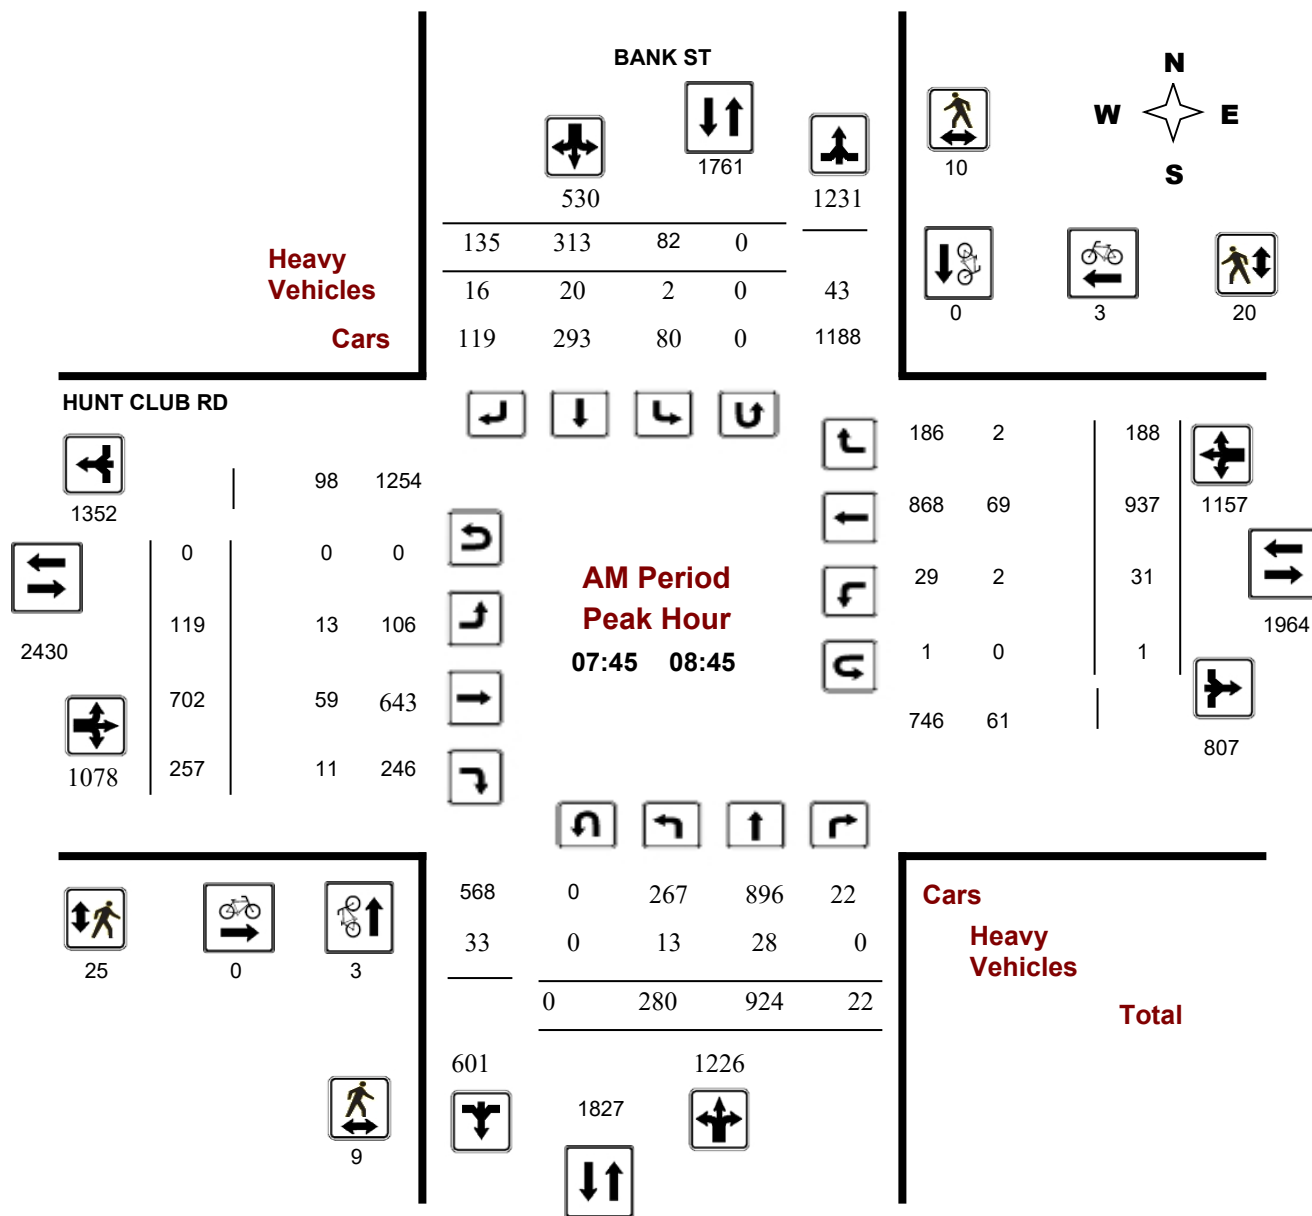 BANK ST
N
W E
S
1761
10
530 1231
135 313 82 0
Heavy
Vehicles
16 20 2 0 43
0 3 20
Cars
119 293 80 0 1188
HUNT CLUB RD
186 2 188
98 1254
1352
868 69 937 1157
0 0 0
AM Period
29 2 31
Peak Hour
119 13 106
1964
2430
07:45 08:45
1 0 1
702 59 643
746 61
807
1078 257 11 246
568 0 267 896 22
Cars
33 0 13 28 0
Heavy
Vehicles
25 0 3
0 280 924 22
Total
601 1226
1827
9